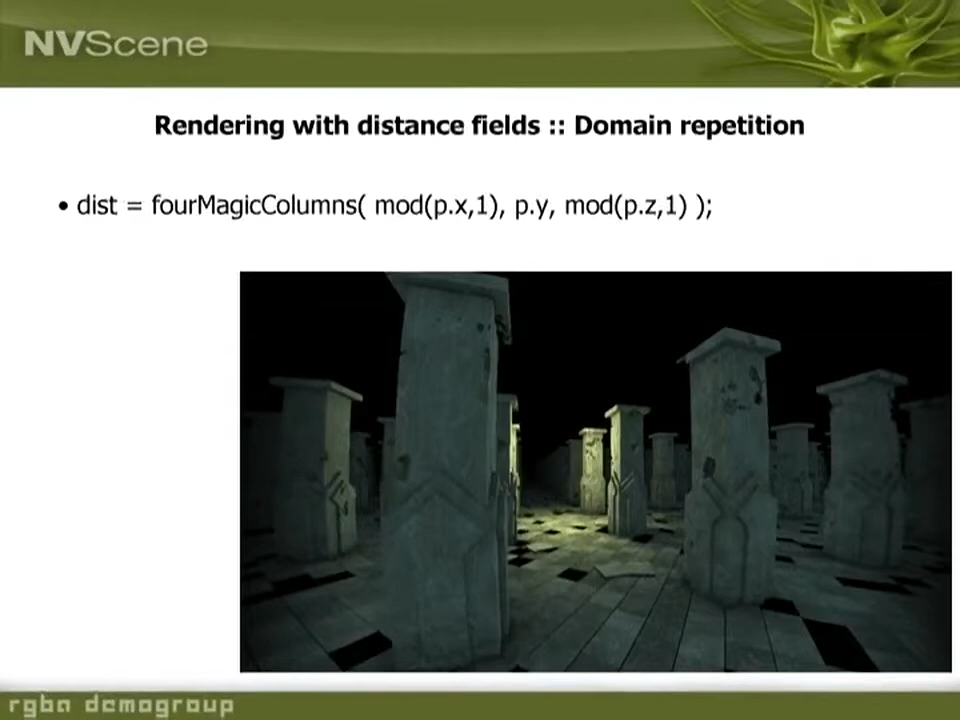 NVScene
Rendering with distance fields :: Domain repetition
• dist = fourMagicColumns( mod(p.x,1), p.y, mod(p.z,1) );
rgba demogroup